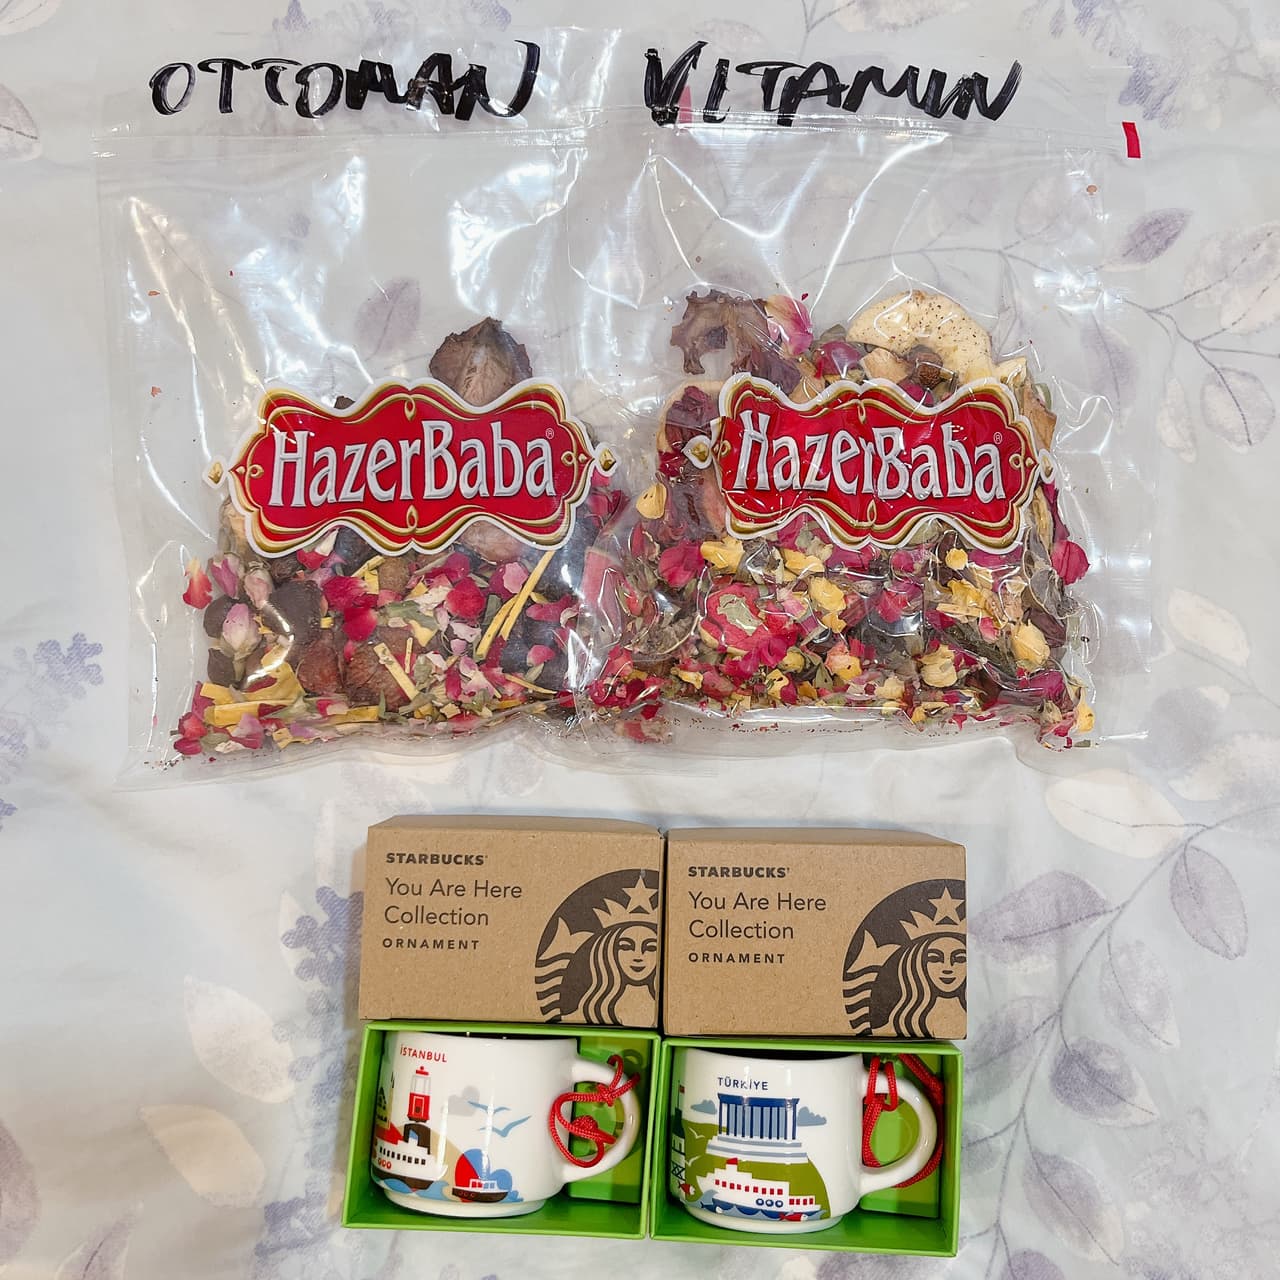 OTTOMAN VITAMIN
HazerBaba®
HazerBaba®
STARBUCKS®
You Are Here
Collection
ORNAMENT
STARBUCKS®
You Are Here
Collection
ORNAMENT
İSTANBUL
TÜRKİYE